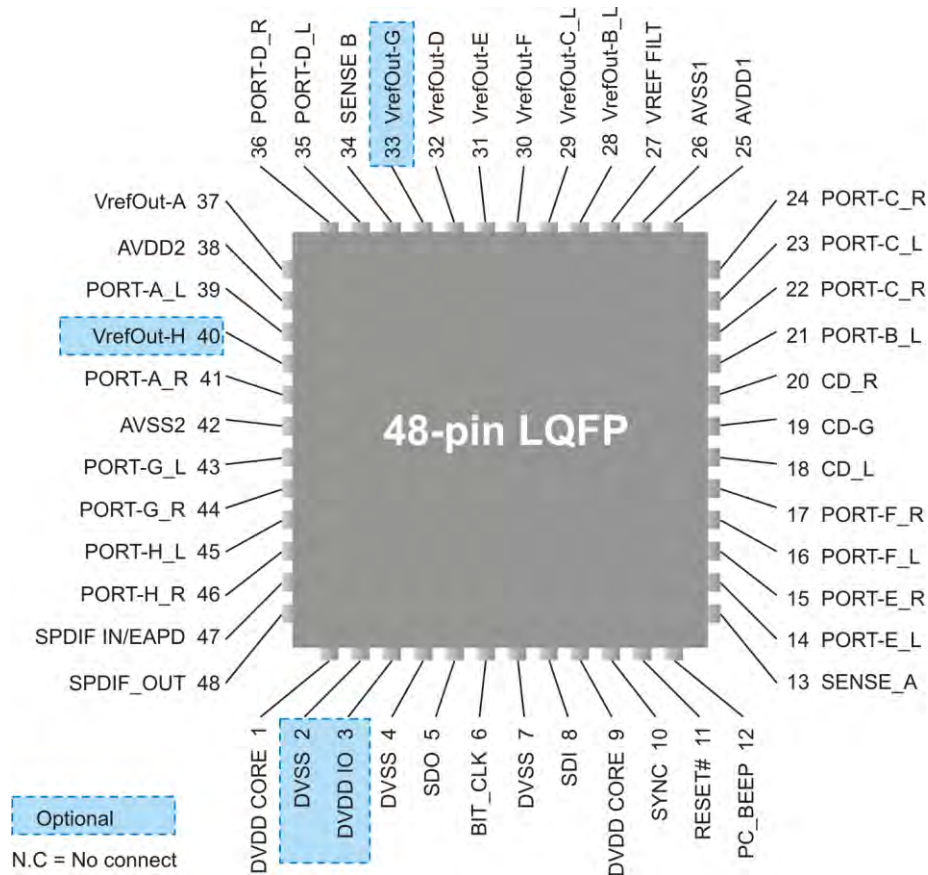 36 PORT-D_R
35 PORT-D_L
34 SENSE B
33 VrefOut-G
32 VrefOut-D
31 VrefOut-E
30 VrefOut-F
29 VrefOut-C_L
28 VrefOut-B_L
27 VREF FILT
26 AVSS1
25 AVDD1
VrefOut-A 37
AVDD2 38
PORT-A_L 39
VrefOut-H 40
PORT-A_R 41
AVSS2 42
PORT-G_L 43
PORT-G_R 44
PORT-H_L 45
PORT-H_R 46
SPDIF IN/EAPD 47
SPDIF_OUT 48
48-pin LQFP
24 PORT-C_R
23 PORT-C_L
22 PORT-C_R
21 PORT-B_L
20 CD_R
19 CD-G
18 CD_L
17 PORT-F_R
16 PORT-F_L
15 PORT-E_R
14 PORT-E_L
13 SENSE_A
DVDD CORE 1
DVSS 2
DVDD IO 3
DVSS 4
SDO 5
BIT_CLK 6
DVSS 7
SDI 8
DVDD CORE 9
SYNC 10
RESET# 11
PC_BEEP 12
Optional
N.C = No connect